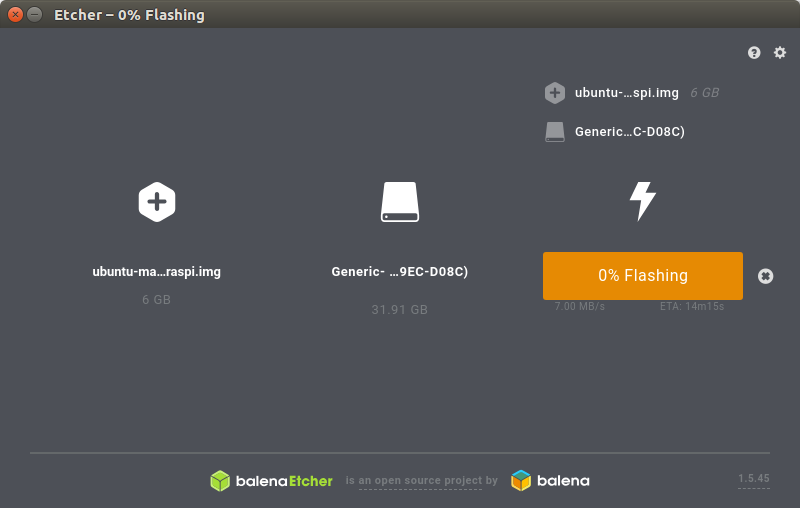 Etcher – 0% Flashing
ubuntu-…spi.img 6 GB
Generic…C-D08C)
ubuntu-ma…raspi.img
6 GB
Generic- …9EC-D08C)
31.91 GB
0% Flashing
7.00 MB/s ETA: 14m15s
balenaEtcher is an open source project by balena
1.5.45